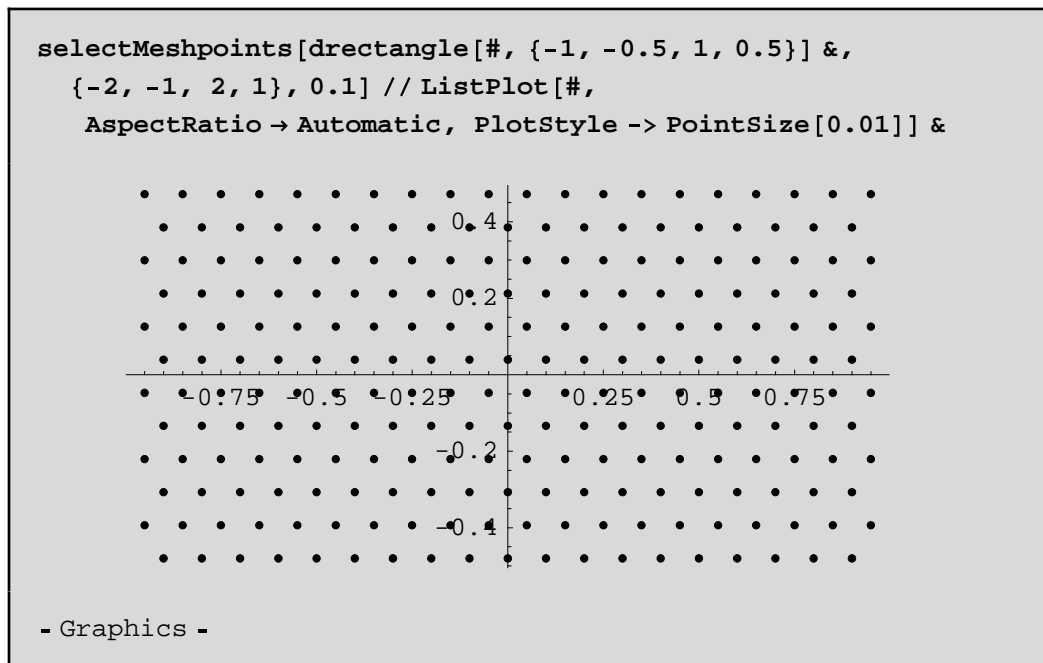 selectMeshpoints[drectangle[#, {-1, -0.5, 1, 0.5}] &,
{-2, -1, 2, 1}, 0.1] // ListPlot[#,
AspectRatio → Automatic, PlotStyle -> PointSize[0.01]] &
0.4
0.2
-0.75 -0.5 -0.25 0.25 0.5 0.75
-0.2
-0.4
- Graphics -